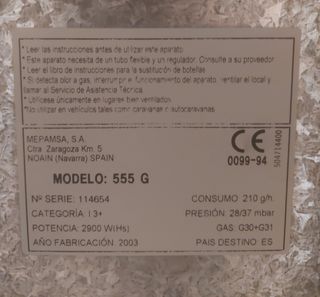 * Leer las instrucciones antes de utilizar este aparato.
* Este aparato necesita de un tubo flexible y un regulador. Consulte a su proveedor
* Leer el libro de instrucciones para la sustitución de botellas
* Si detecta olor a gas, interrumpir el funcionamiento del aparato, ventilar el local y
llamar al Servicio de Asistencia Técnica.
* Utilícese únicamente en lugares bien ventilados.
*No utilizar en vehículos tales como caravanas o autocaravanas.
MEPAMSA, S.A
Ctra Zaragoza Km. 5
NOAIN (Navarra) SPAIN
CE
0099-94
504714400
MODELO: 555 G
Nº SERIE: 114654
CONSUMO: 210 g/h.
CATEGORIA: I 3+
PRESIÓN: 28/37 mbar
POTENCIA: 2900 W(Hs)
GAS: G30+G31
AÑO FABRICACIÓN: 2003
PAIS DESTINO: ES